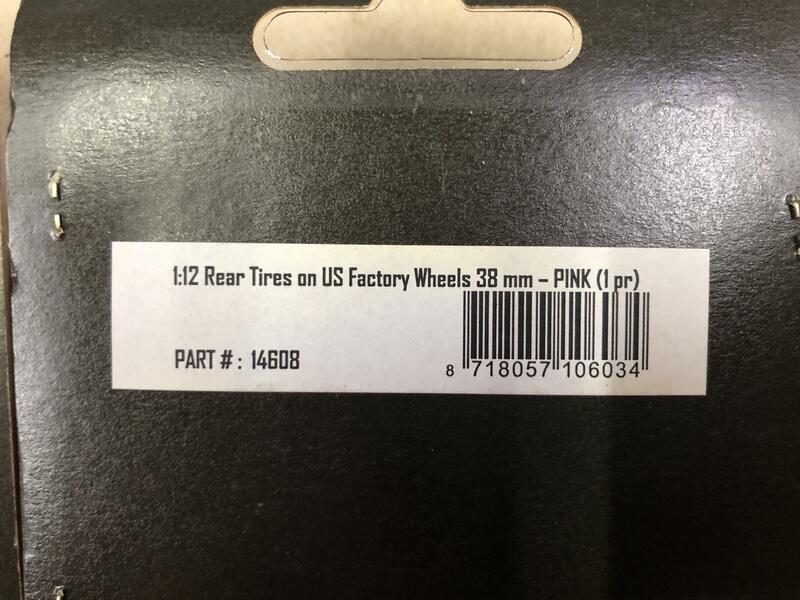 1:12 Rear Tires on US Factory Wheels 38 mm – PINK (1 pr)
PART # : 14608
8 718057 106034